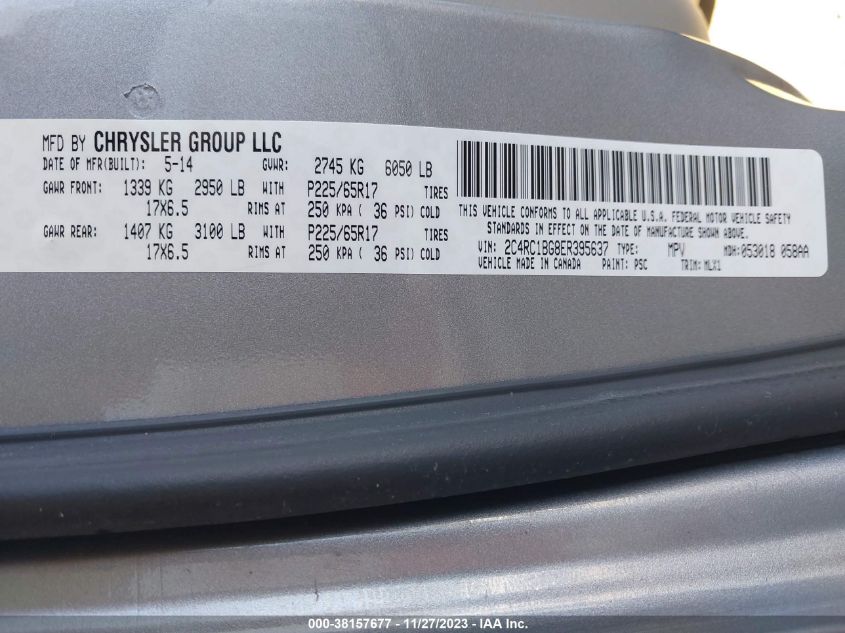 MFD BY CHRYSLER GROUP LLC
DATE OF MFR(BUILT): 5-14 GVWR: 2745 KG 6050 LB
GAWR FRONT: 1339 KG 2950 LB WITH P225/65R17 TIRES
17X6.5 RIMS AT 250 KPA ( 36 PSI) COLD
GAWR REAR: 1407 KG 3100 LB WITH P225/65R17 TIRES
17X6.5 RIMS AT 250 KPA ( 36 PSI) COLD
THIS VEHICLE CONFORMS TO ALL APPLICABLE U.S.A. FEDERAL MOTOR VEHICLE SAFETY
STANDARDS IN EFFECT ON THE DATE OF MANUFACTURE SHOWN ABOVE.
VIN: 2C4RC1BG8ER395637 TYPE: MPV MDH:053018 058AA
VEHICLE MADE IN CANADA PAINT: PSC TRIM: MLX1
000-38157677 - 11/27/2023 - IAA Inc.